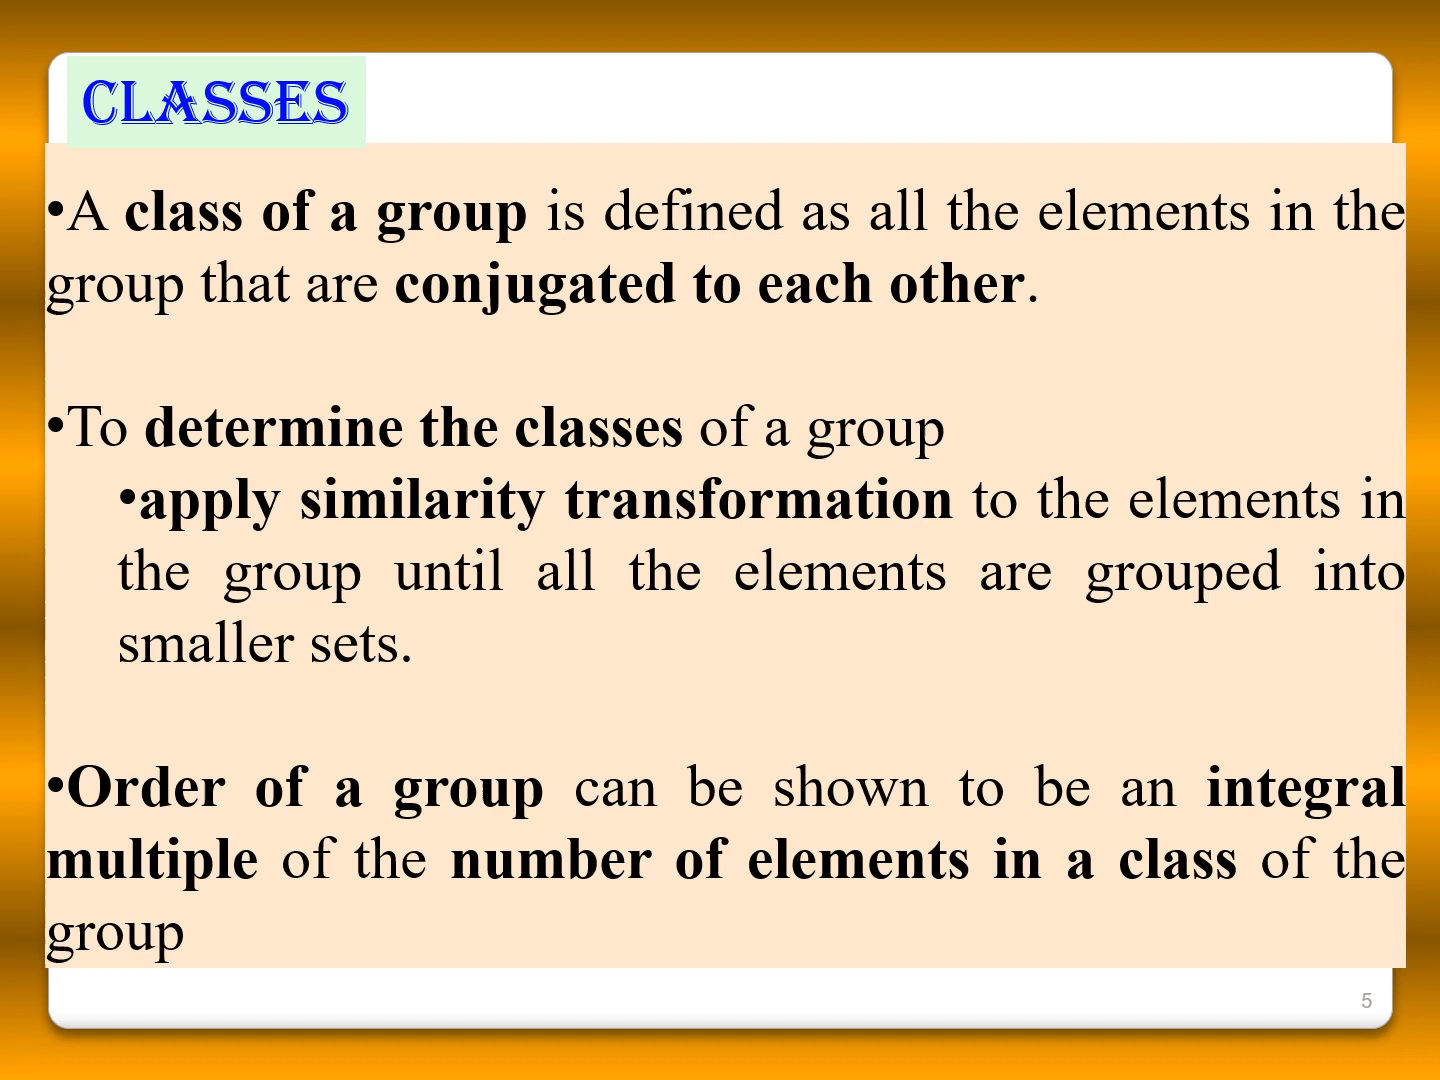 CLASSES
•A class of a group is defined as all the elements in the
group that are conjugated to each other.
•To determine the classes of a group
•apply similarity transformation to the elements in
the group until all the elements are grouped into
smaller sets.
•Order of a group can be shown to be an integral
multiple of the number of elements in a class of the
group
5